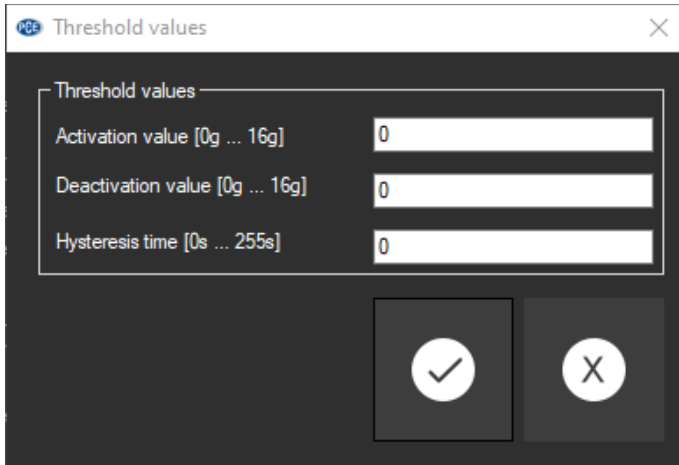 PCE Threshold values
Threshold values
Activation value [0g ... 16g] 0
Deactivation value [0g ... 16g] 0
Hysteresis time [0s ... 255s] 0
X